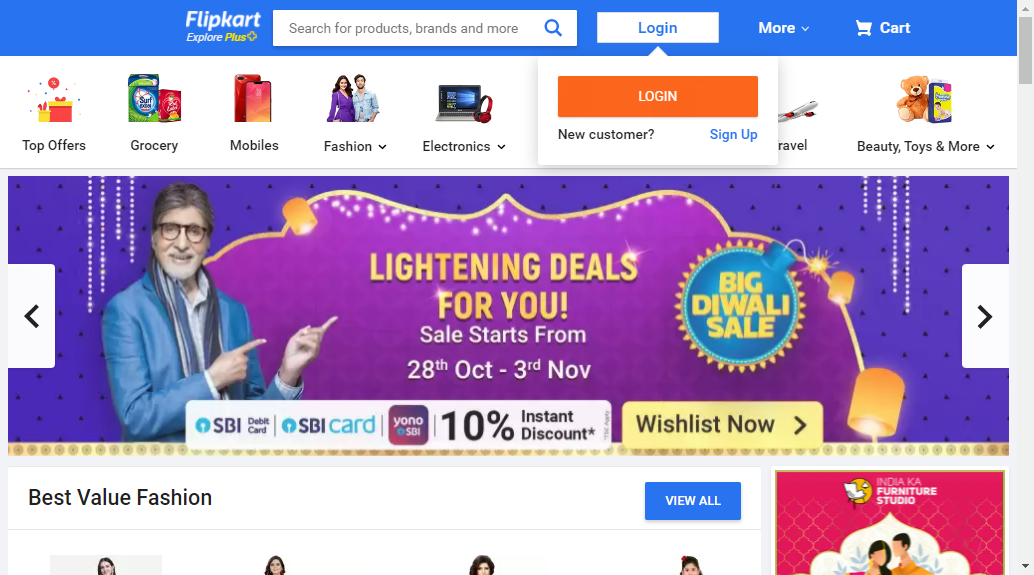 Flipkart
Explore Plus
Search for products, brands and more
Login
More
Cart
LOGIN
New customer?
Sign Up
Top Offers
Grocery
Mobiles
Fashion
Electronics
ravel
Beauty, Toys & More
LIGHTENING DEALS
FOR YOU!
Sale Starts From
28th Oct - 3rd Nov
BIG
DIWALI
SALE
SBI Debit Card
SBI card
yono
SBI
10% Instant Discount*
Wishlist Now
Best Value Fashion
VIEW ALL
INDIA KA
FURNITURE
STUDIO